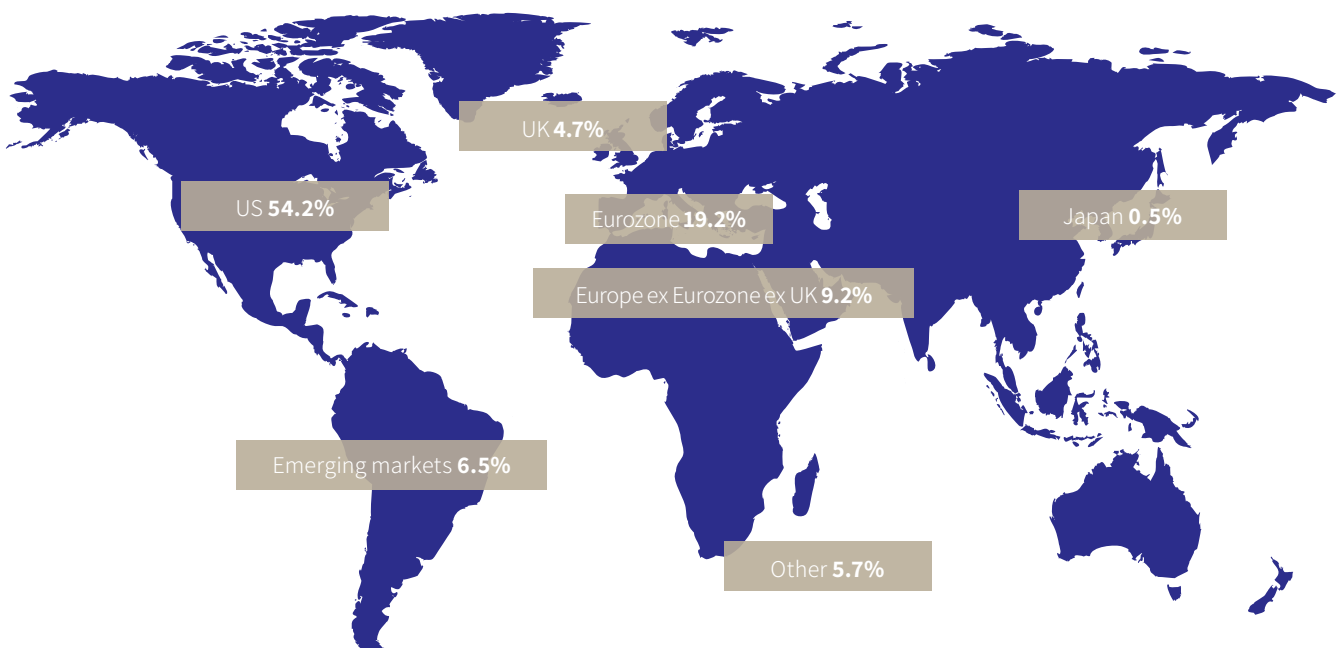 UK 4.7%
US 54.2%
Eurozone 19.2%
Japan 0.5%
Europe ex Eurozone ex UK 9.2%
Emerging markets 6.5%
Other 5.7%